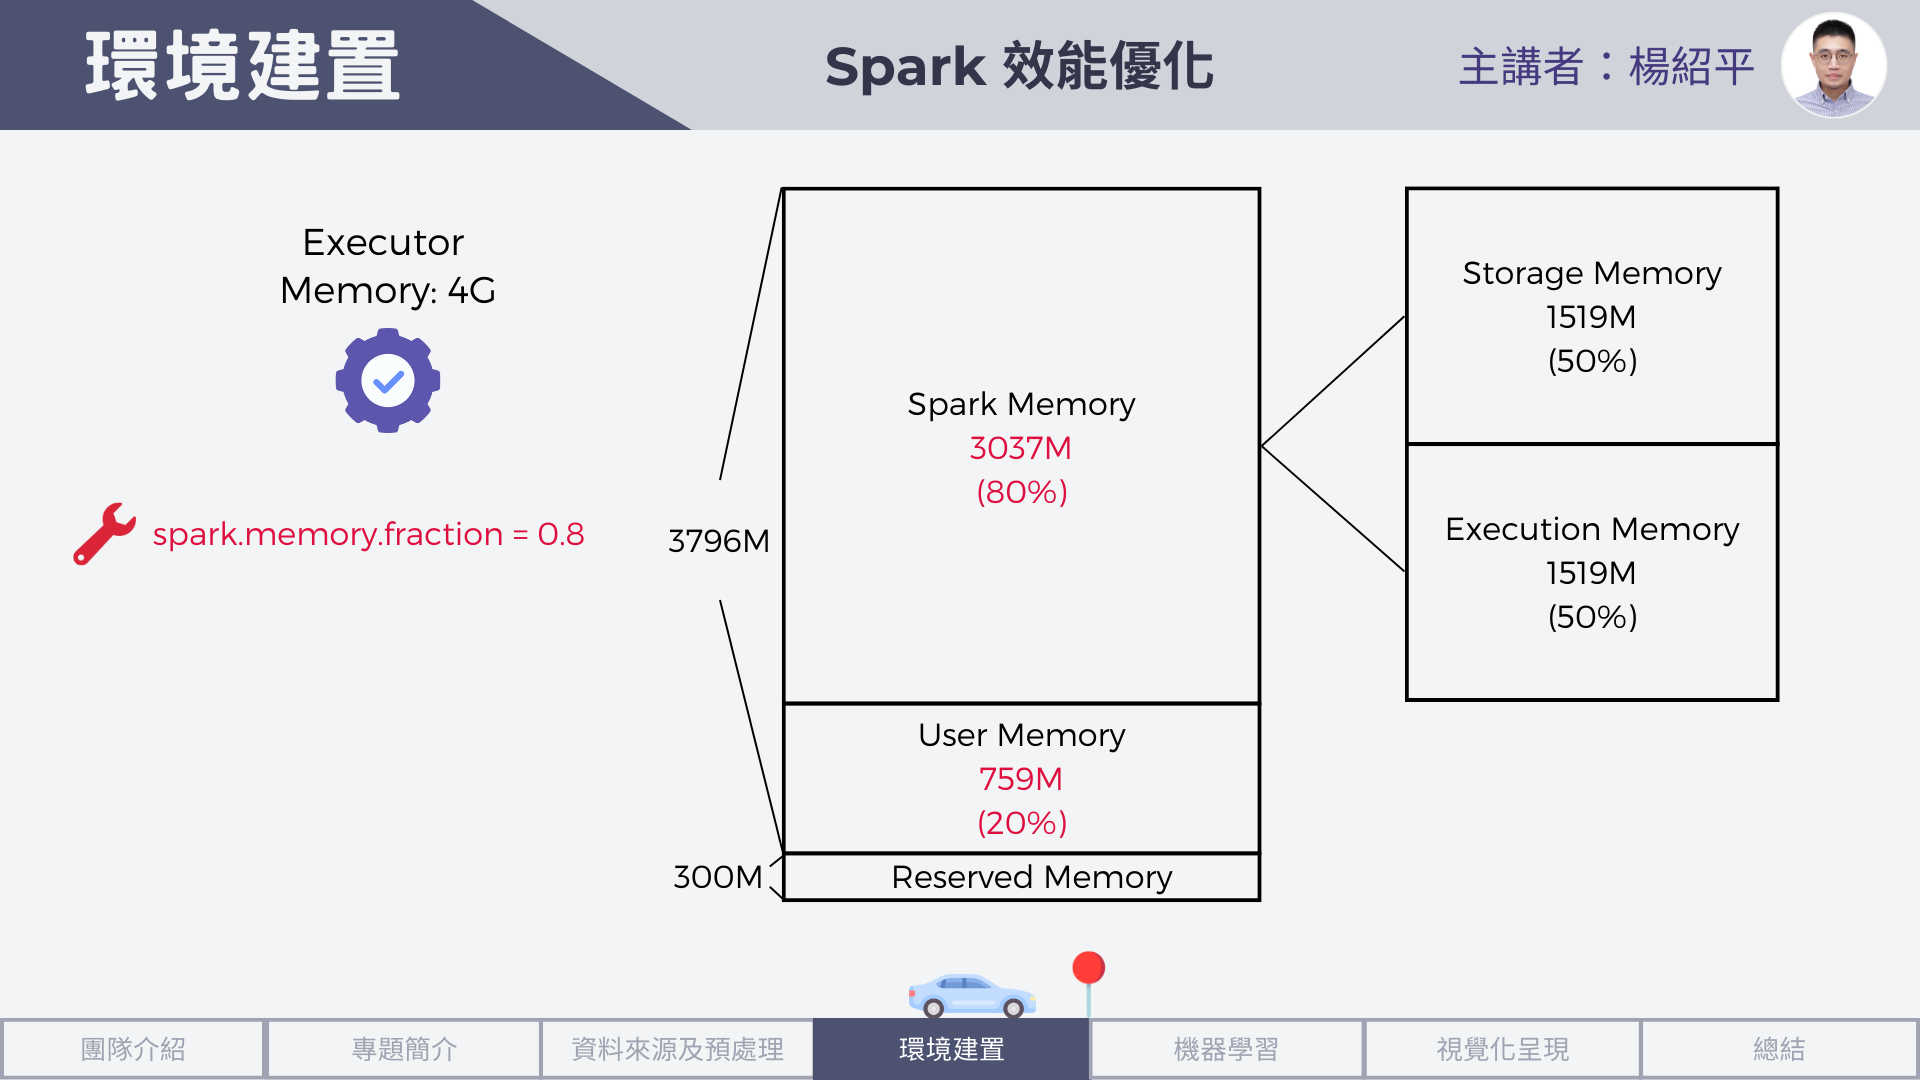 環境建置
Spark 效能優化
主講者：楊紹平
Executor
Memory: 4G
spark.memory.fraction = 0.8
3796M
300M
Spark Memory
3037M
(80%)
User Memory
759M
(20%)
Reserved Memory
Storage Memory
1519M
(50%)
Execution Memory
1519M
(50%)
團隊介紹
專題簡介
資料來源及預處理
環境建置
機器學習
視覺化呈現
總結